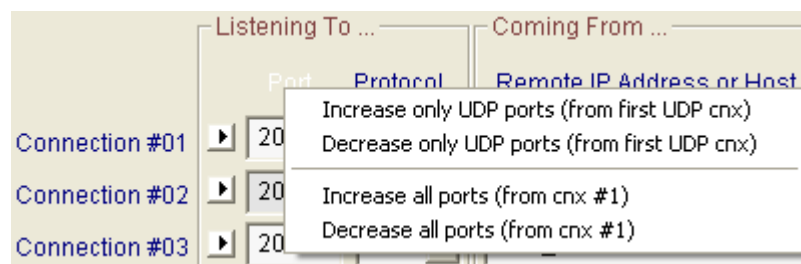 Listening To ... Coming From ...
Port Protocol Remote IP Address or Host
Increase only UDP ports (from first UDP cnx)
Connection #01 20 Decrease only UDP ports (from first UDP cnx)
Connection #02 20 Increase all ports (from cnx #1)
Connection #03 20 Decrease all ports (from cnx #1)